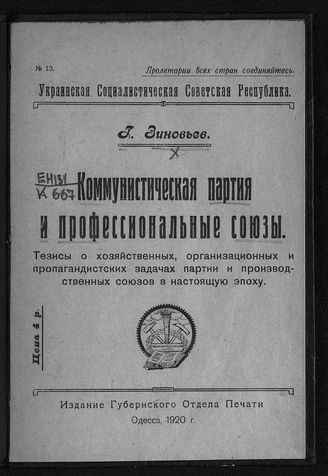 № 13.
Пролетарии всех стран соединяйтесь.
Украинская Социалистическая Советская Республика.
Г. Зиновьев.
ЕН131
К 667
Коммунистическая партия
и профессиональные союзы.
Тезисы о хозяйственных, организационных и
пропагандистских задачах партии и производ-
ственных союзов в настоящую эпоху.
Цена 4 р.
Издание Губернского Отдела Печати
Одесса, 1920 г.